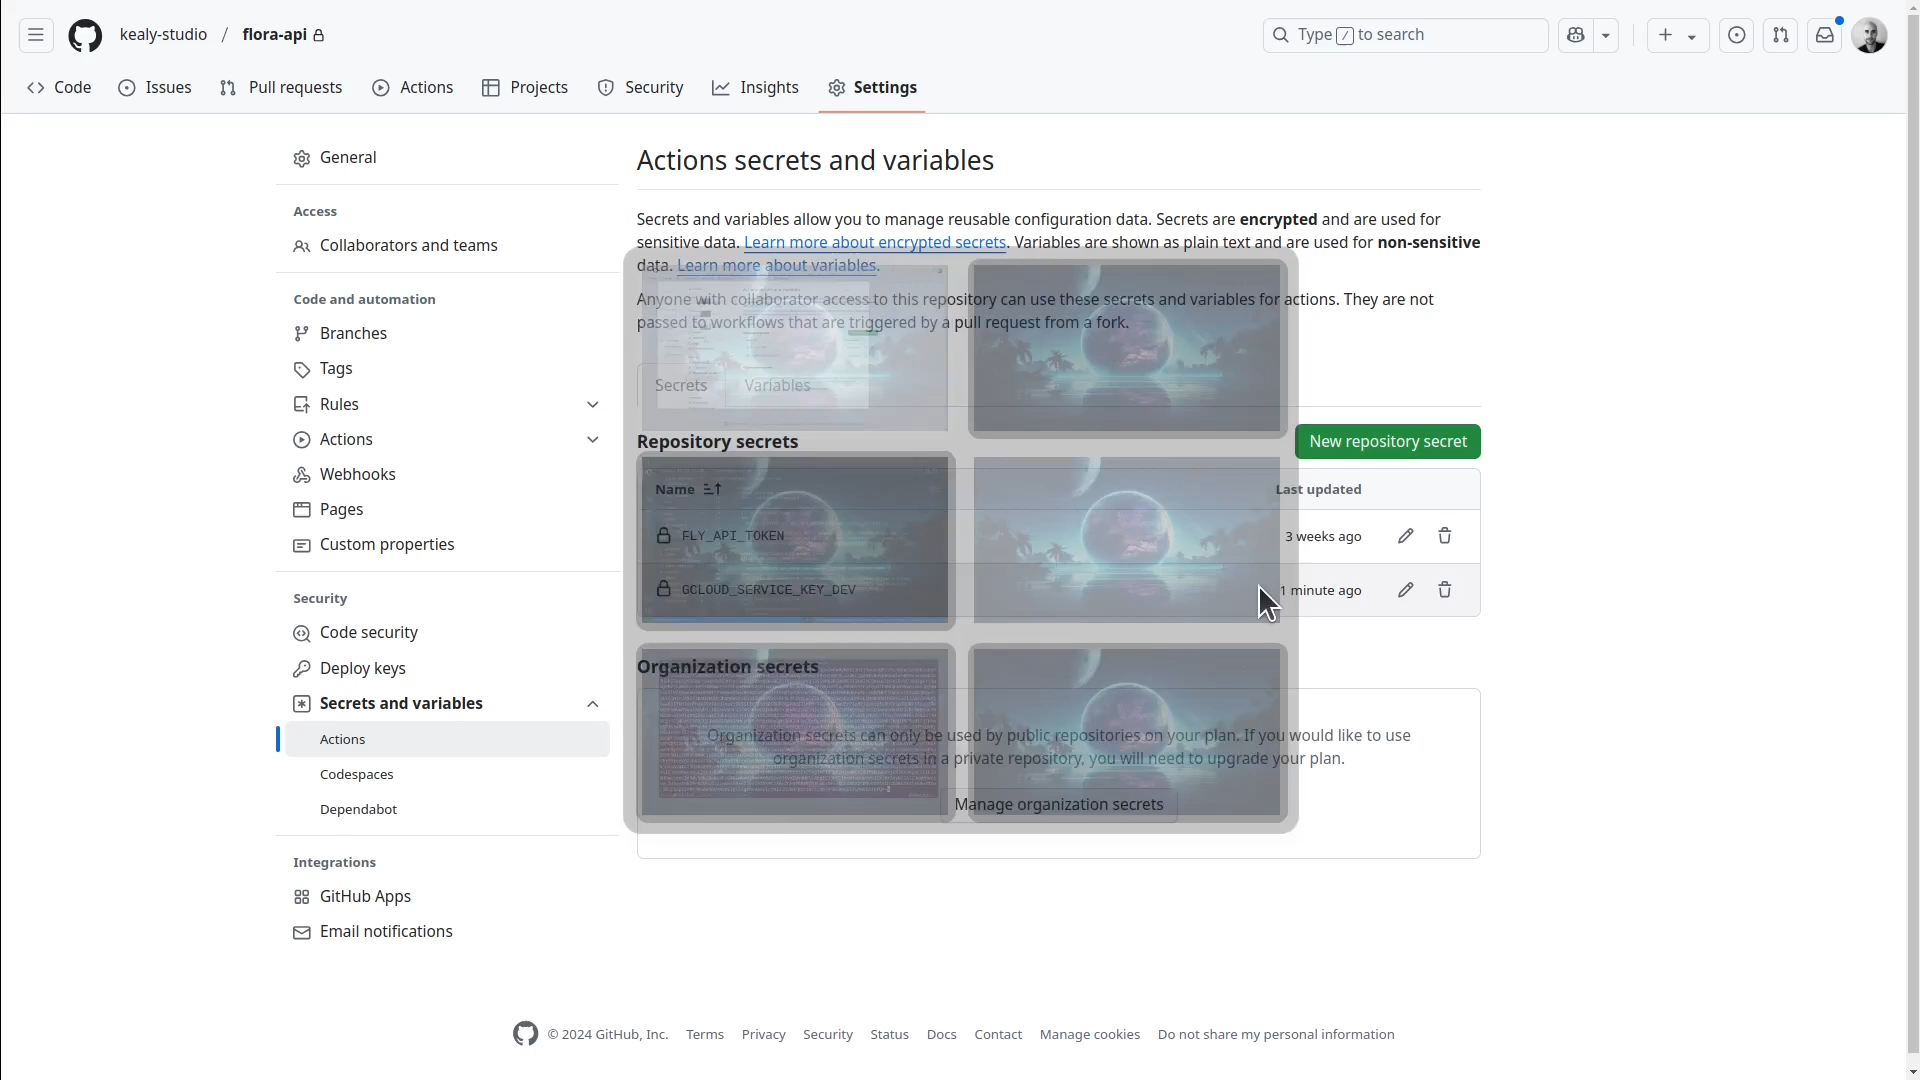 kealy-studio / flora-api
Type / to search
Code
Issues
Pull requests
Actions
Projects
Security
Insights
Settings
General
Access
Collaborators and teams
Code and automation
Branches
Tags
Rules
Actions
Webhooks
Pages
Custom properties
Security
Code security
Deploy keys
Secrets and variables
Actions
Codespaces
Dependabot
Integrations
GitHub Apps
Email notifications
Actions secrets and variables
Secrets and variables allow you to manage reusable configuration data. Secrets are encrypted and are used for
sensitive data. Learn more about encrypted secrets. Variables are shown as plain text and are used for non-sensitive
data. Learn more about variables.
Anyone with collaborator access to this repository can use these secrets and variables for actions. They are not
passed to workflows that are triggered by a pull request from a fork.
Secrets
Variables
Repository secrets
New repository secret
Name
Last updated
FLY_API_TOKEN
3 weeks ago
GCLOUD_SERVICE_KEY_DEV
1 minute ago
Organization secrets
Organization secrets can only be used by public repositories on your plan. If you would like to use
organization secrets in a private repository, you will need to upgrade your plan.
Manage organization secrets
© 2024 GitHub, Inc.
Terms
Privacy
Security
Status
Docs
Contact
Manage cookies
Do not share my personal information